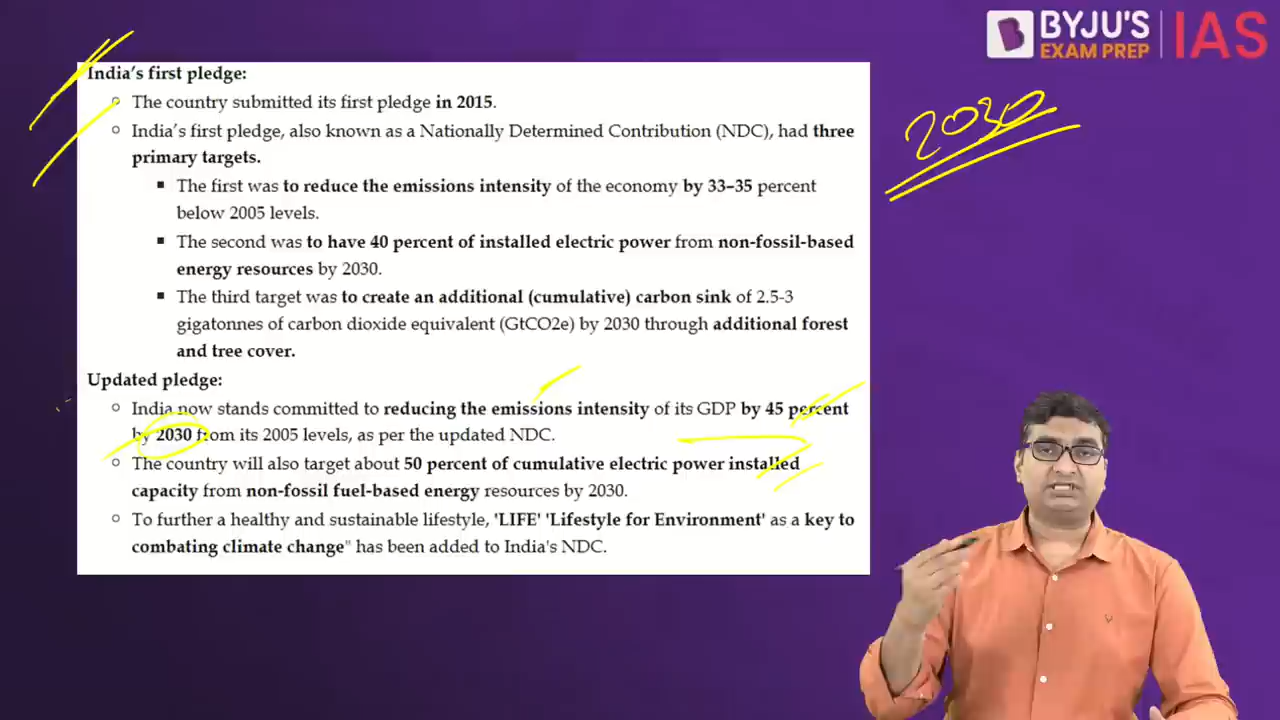 BYJU'S
EXAM PREP
IAS
India's first pledge:
The country submitted its first pledge in 2015.
India's first pledge, also known as a Nationally Determined Contribution (NDC), had three
primary targets.
The first was to reduce the emissions intensity of the economy by 33–35 percent
below 2005 levels.
The second was to have 40 percent of installed electric power from non-fossil-based
energy resources by 2030.
The third target was to create an additional (cumulative) carbon sink of 2.5-3
gigatonnes of carbon dioxide equivalent (GtCO2e) by 2030 through additional forest
and tree cover.
Updated pledge:
India now stands committed to reducing the emissions intensity of its GDP by 45 percent
by 2030 from its 2005 levels, as per the updated NDC.
The country will also target about 50 percent of cumulative electric power installed
capacity from non-fossil fuel-based energy resources by 2030.
To further a healthy and sustainable lifestyle, 'LIFE' 'Lifestyle for Environment' as a key to
combating climate change" has been added to India's NDC.
2030